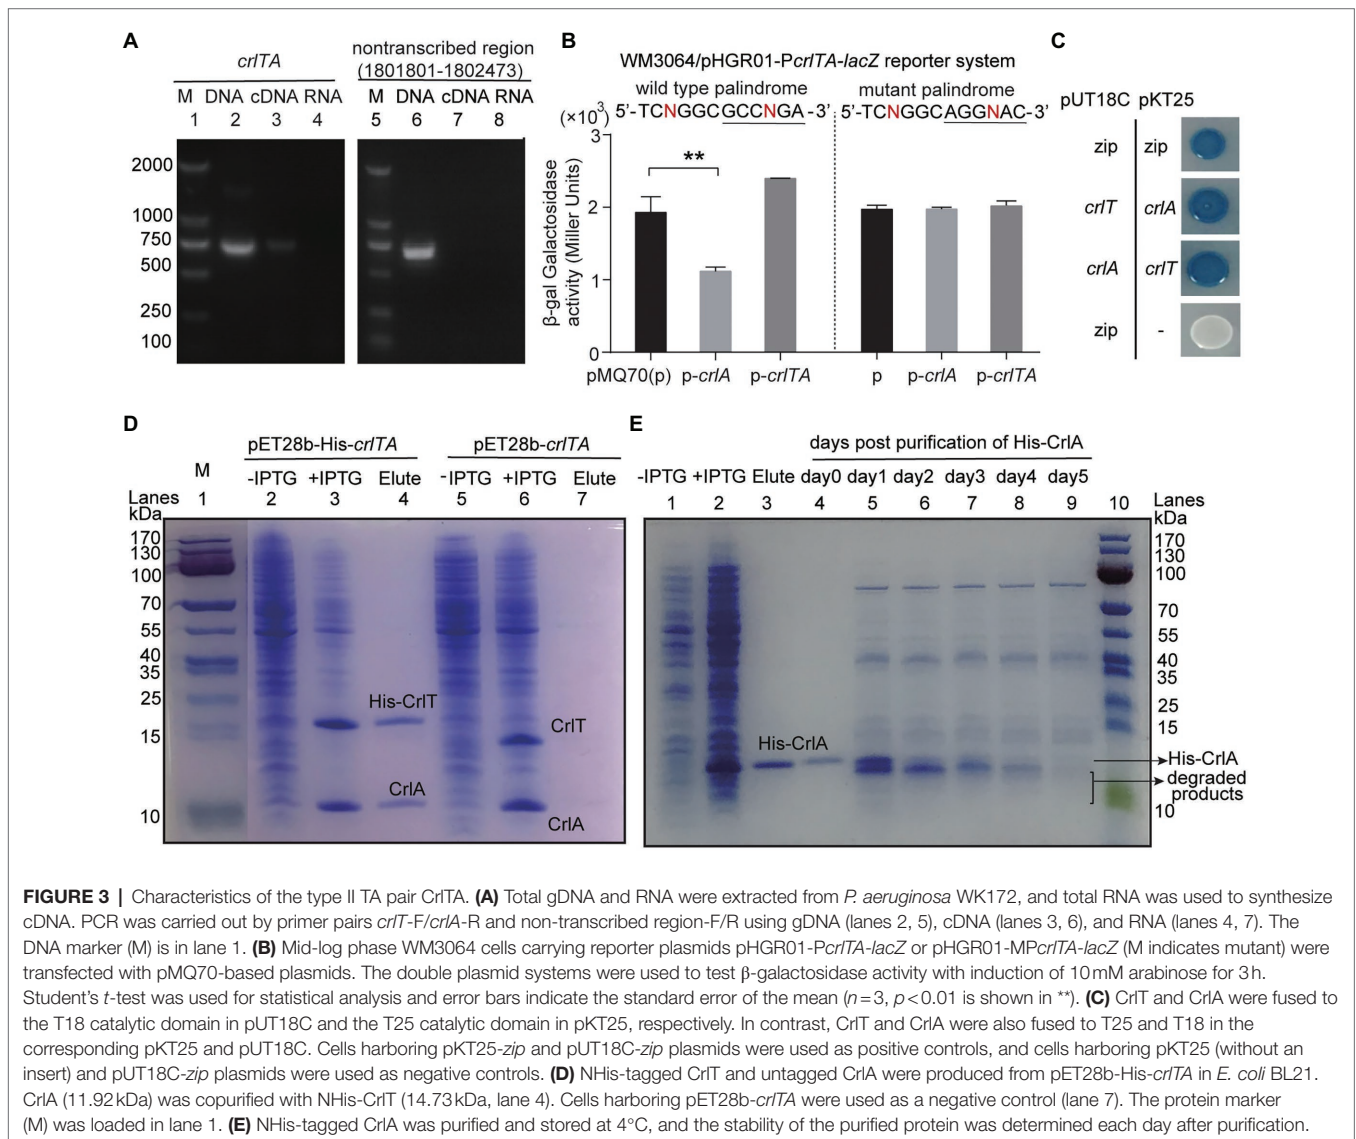 A
crlTA
nontranscribed region
(1801801-1802473)
M DNA cDNA RNA
M DNA cDNA RNA
1 2 3 4
5 6 7 8
2000
1000
750
500
250
100
B
WM3064/pHGR01-PcrlTA-lacZ reporter system
wild type palindrome
mutant palindrome
5'-TCNGGCGCCNGA-3'
5'-TCNGGCAGGNAC-3'
(×10³)
β-gal Galactosidase
activity (Miller Units)
3
2
1
0
**
pMQ70(p) p-crlA p-crlTA
p p-crlA p-crlTA
C
pUT18C pKT25
zip zip
crlT crlA
crlA crlT
zip -
D
pET28b-His-crlTA
pET28b-crlTA
M
-IPTG +IPTG Elute
-IPTG +IPTG Elute
Lanes 1 2 3 4 5 6 7
kDa
170
130
100
70
55
40
35
25
15
10
His-CrlT
CrlA
CrlT
CrlA
E
days post purification of His-CrlA
-IPTG +IPTG Elute day0 day1 day2 day3 day4 day5
1 2 3 4 5 6 7 8 9 10 Lanes
kDa
170
130
100
70
55
40
35
25
15
His-CrlA
His-CrlA
degraded
products
10
FIGURE 3 | Characteristics of the type II TA pair CrlTA. (A) Total gDNA and RNA were extracted from P. aeruginosa WK172, and total RNA was used to synthesize
cDNA. PCR was carried out by primer pairs crlT-F/crlA-R and non-transcribed region-F/R using gDNA (lanes 2, 5), cDNA (lanes 3, 6), and RNA (lanes 4, 7). The
DNA marker (M) is in lane 1. (B) Mid-log phase WM3064 cells carrying reporter plasmids pHGR01-PcrlTA-lacZ or pHGR01-MPcrlTA-lacZ (M indicates mutant) were
transfected with pMQ70-based plasmids. The double plasmid systems were used to test β-galactosidase activity with induction of 10 mM arabinose for 3 h.
Student's t-test was used for statistical analysis and error bars indicate the standard error of the mean (n = 3, p < 0.01 is shown in **). (C) CrlT and CrlA were fused to
the T18 catalytic domain in pUT18C and the T25 catalytic domain in pKT25, respectively. In contrast, CrlT and CrlA were also fused to T25 and T18 in the
corresponding pKT25 and pUT18C. Cells harboring pKT25-zip and pUT18C-zip plasmids were used as positive controls, and cells harboring pKT25 (without an
insert) and pUT18C-zip plasmids were used as negative controls. (D) NHis-tagged CrlT and untagged CrlA were produced from pET28b-His-crlTA in E. coli BL21.
CrlA (11.92 kDa) was copurified with NHis-CrlT (14.73 kDa, lane 4). Cells harboring pET28b-crlTA were used as a negative control (lane 7). The protein marker
(M) was loaded in lane 1. (E) NHis-tagged CrlA was purified and stored at 4°C, and the stability of the purified protein was determined each day after purification.